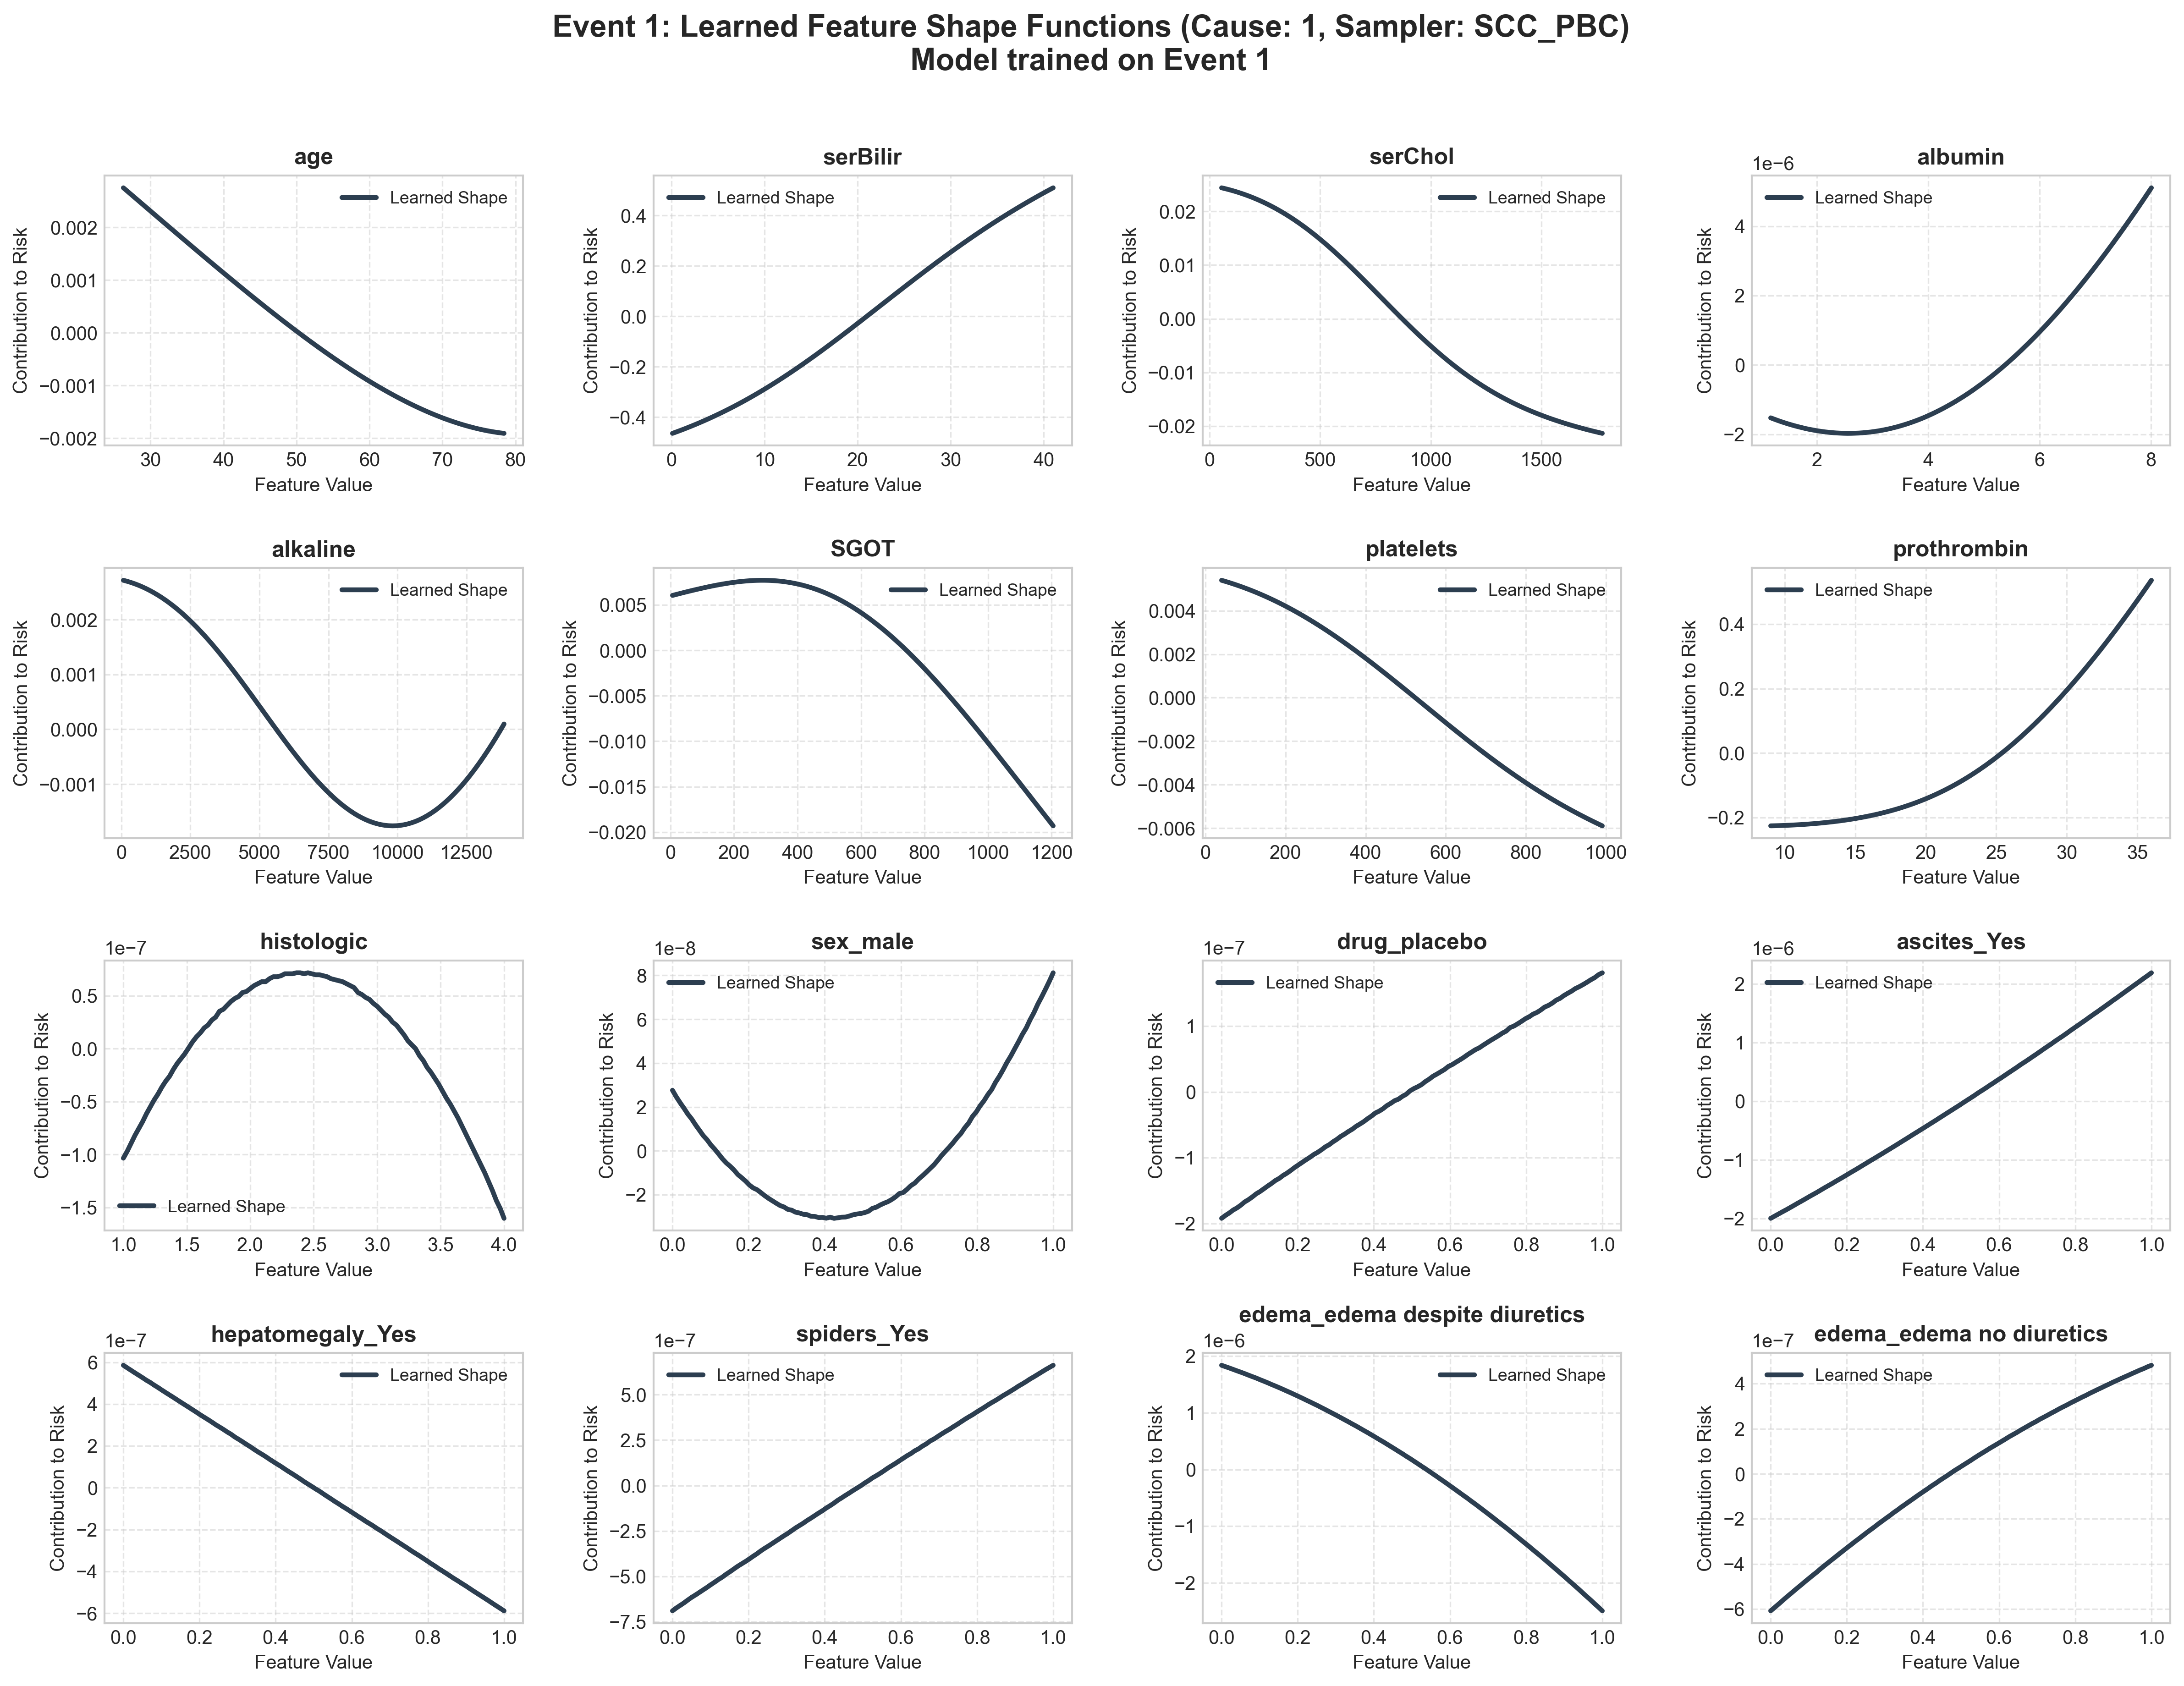 Event 1: Learned Feature Shape Functions (Cause: 1, Sampler: SCC_PBC)
Model trained on Event 1
age
Learned Shape
0.002
0.001
0.000
−0.001
−0.002
Contribution to Risk
30 40 50 60 70 80
Feature Value
serBilir
Learned Shape
0.4
0.2
0.0
−0.2
−0.4
Contribution to Risk
0 10 20 30 40
Feature Value
serChol
Learned Shape
0.02
0.01
0.00
−0.01
−0.02
Contribution to Risk
0 500 1000 1500
Feature Value
albumin
1e−6
Learned Shape
4
2
0
−2
Contribution to Risk
2 4 6 8
Feature Value
alkaline
Learned Shape
0.002
0.001
0.000
−0.001
Contribution to Risk
0 2500 5000 7500 10000 12500
Feature Value
SGOT
Learned Shape
0.005
0.000
−0.005
−0.010
−0.015
−0.020
Contribution to Risk
0 200 400 600 800 1000 1200
Feature Value
platelets
Learned Shape
0.004
0.002
0.000
−0.002
−0.004
−0.006
Contribution to Risk
0 200 400 600 800 1000
Feature Value
prothrombin
Learned Shape
0.4
0.2
0.0
−0.2
Contribution to Risk
10 15 20 25 30 35
Feature Value
histologic
1e−7
0.5
0.0
−0.5
−1.0
−1.5
Learned Shape
Contribution to Risk
1.0 1.5 2.0 2.5 3.0 3.5 4.0
Feature Value
sex_male
1e−8
Learned Shape
8
6
4
2
0
−2
Contribution to Risk
0.0 0.2 0.4 0.6 0.8 1.0
Feature Value
drug_placebo
1e−7
Learned Shape
1
0
−1
−2
Contribution to Risk
0.0 0.2 0.4 0.6 0.8 1.0
Feature Value
ascites_Yes
1e−6
Learned Shape
2
1
0
−1
−2
Contribution to Risk
0.0 0.2 0.4 0.6 0.8 1.0
Feature Value
hepatomegaly_Yes
1e−7
Learned Shape
6
4
2
0
−2
−4
−6
Contribution to Risk
0.0 0.2 0.4 0.6 0.8 1.0
Feature Value
spiders_Yes
1e−7
Learned Shape
5.0
2.5
0.0
−2.5
−5.0
−7.5
Contribution to Risk
0.0 0.2 0.4 0.6 0.8 1.0
Feature Value
edema_edema despite diuretics
1e−6
Learned Shape
2
1
0
−1
−2
Contribution to Risk
0.0 0.2 0.4 0.6 0.8 1.0
Feature Value
edema_edema no diuretics
1e−7
Learned Shape
4
2
0
−2
−4
−6
Contribution to Risk
0.0 0.2 0.4 0.6 0.8 1.0
Feature Value